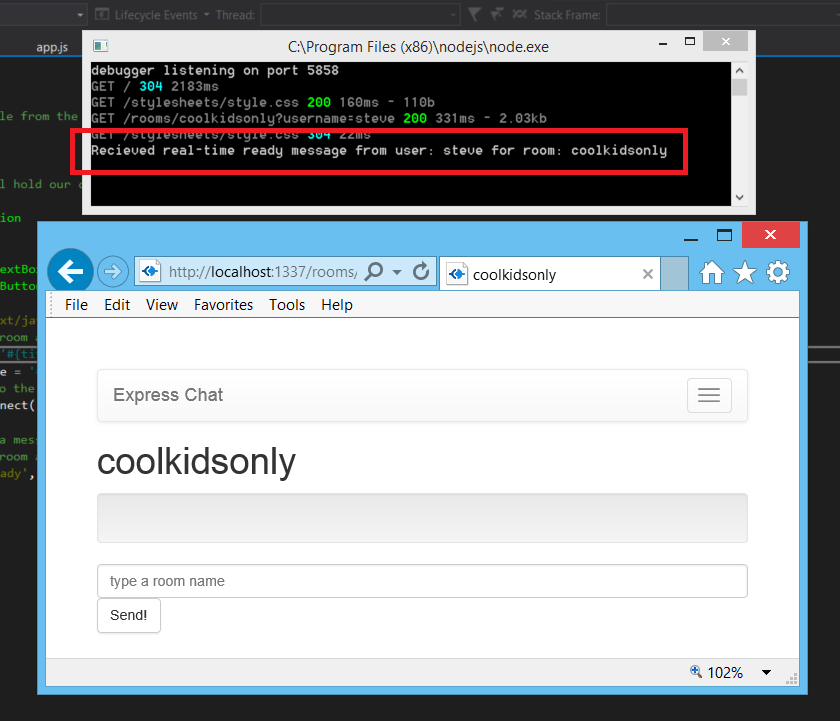 Lifecycle Events Thread: Stack Frame:
app.js
C:\Program Files (x86)\nodejs\node.exe
debugger listening on port 5858
GET / 304 2183ms
GET /stylesheets/style.css 200 160ms - 110b
GET /rooms/coolkidsonly?username=steve 200 331ms - 2.03kb
GET /stylesheets/style.css 304 22ms
Recieved real-time ready message from user: steve for room: coolkidsonly
le from the
l hold our
ion
extBo
Butto
xt/ja
room
'#{ti
e = '
o the
nect(
a mes
room
ady',
http://localhost:1337/rooms/
coolkidsonly
File Edit View Favorites Tools Help
Express Chat
coolkidsonly
type a room name
Send!
102%